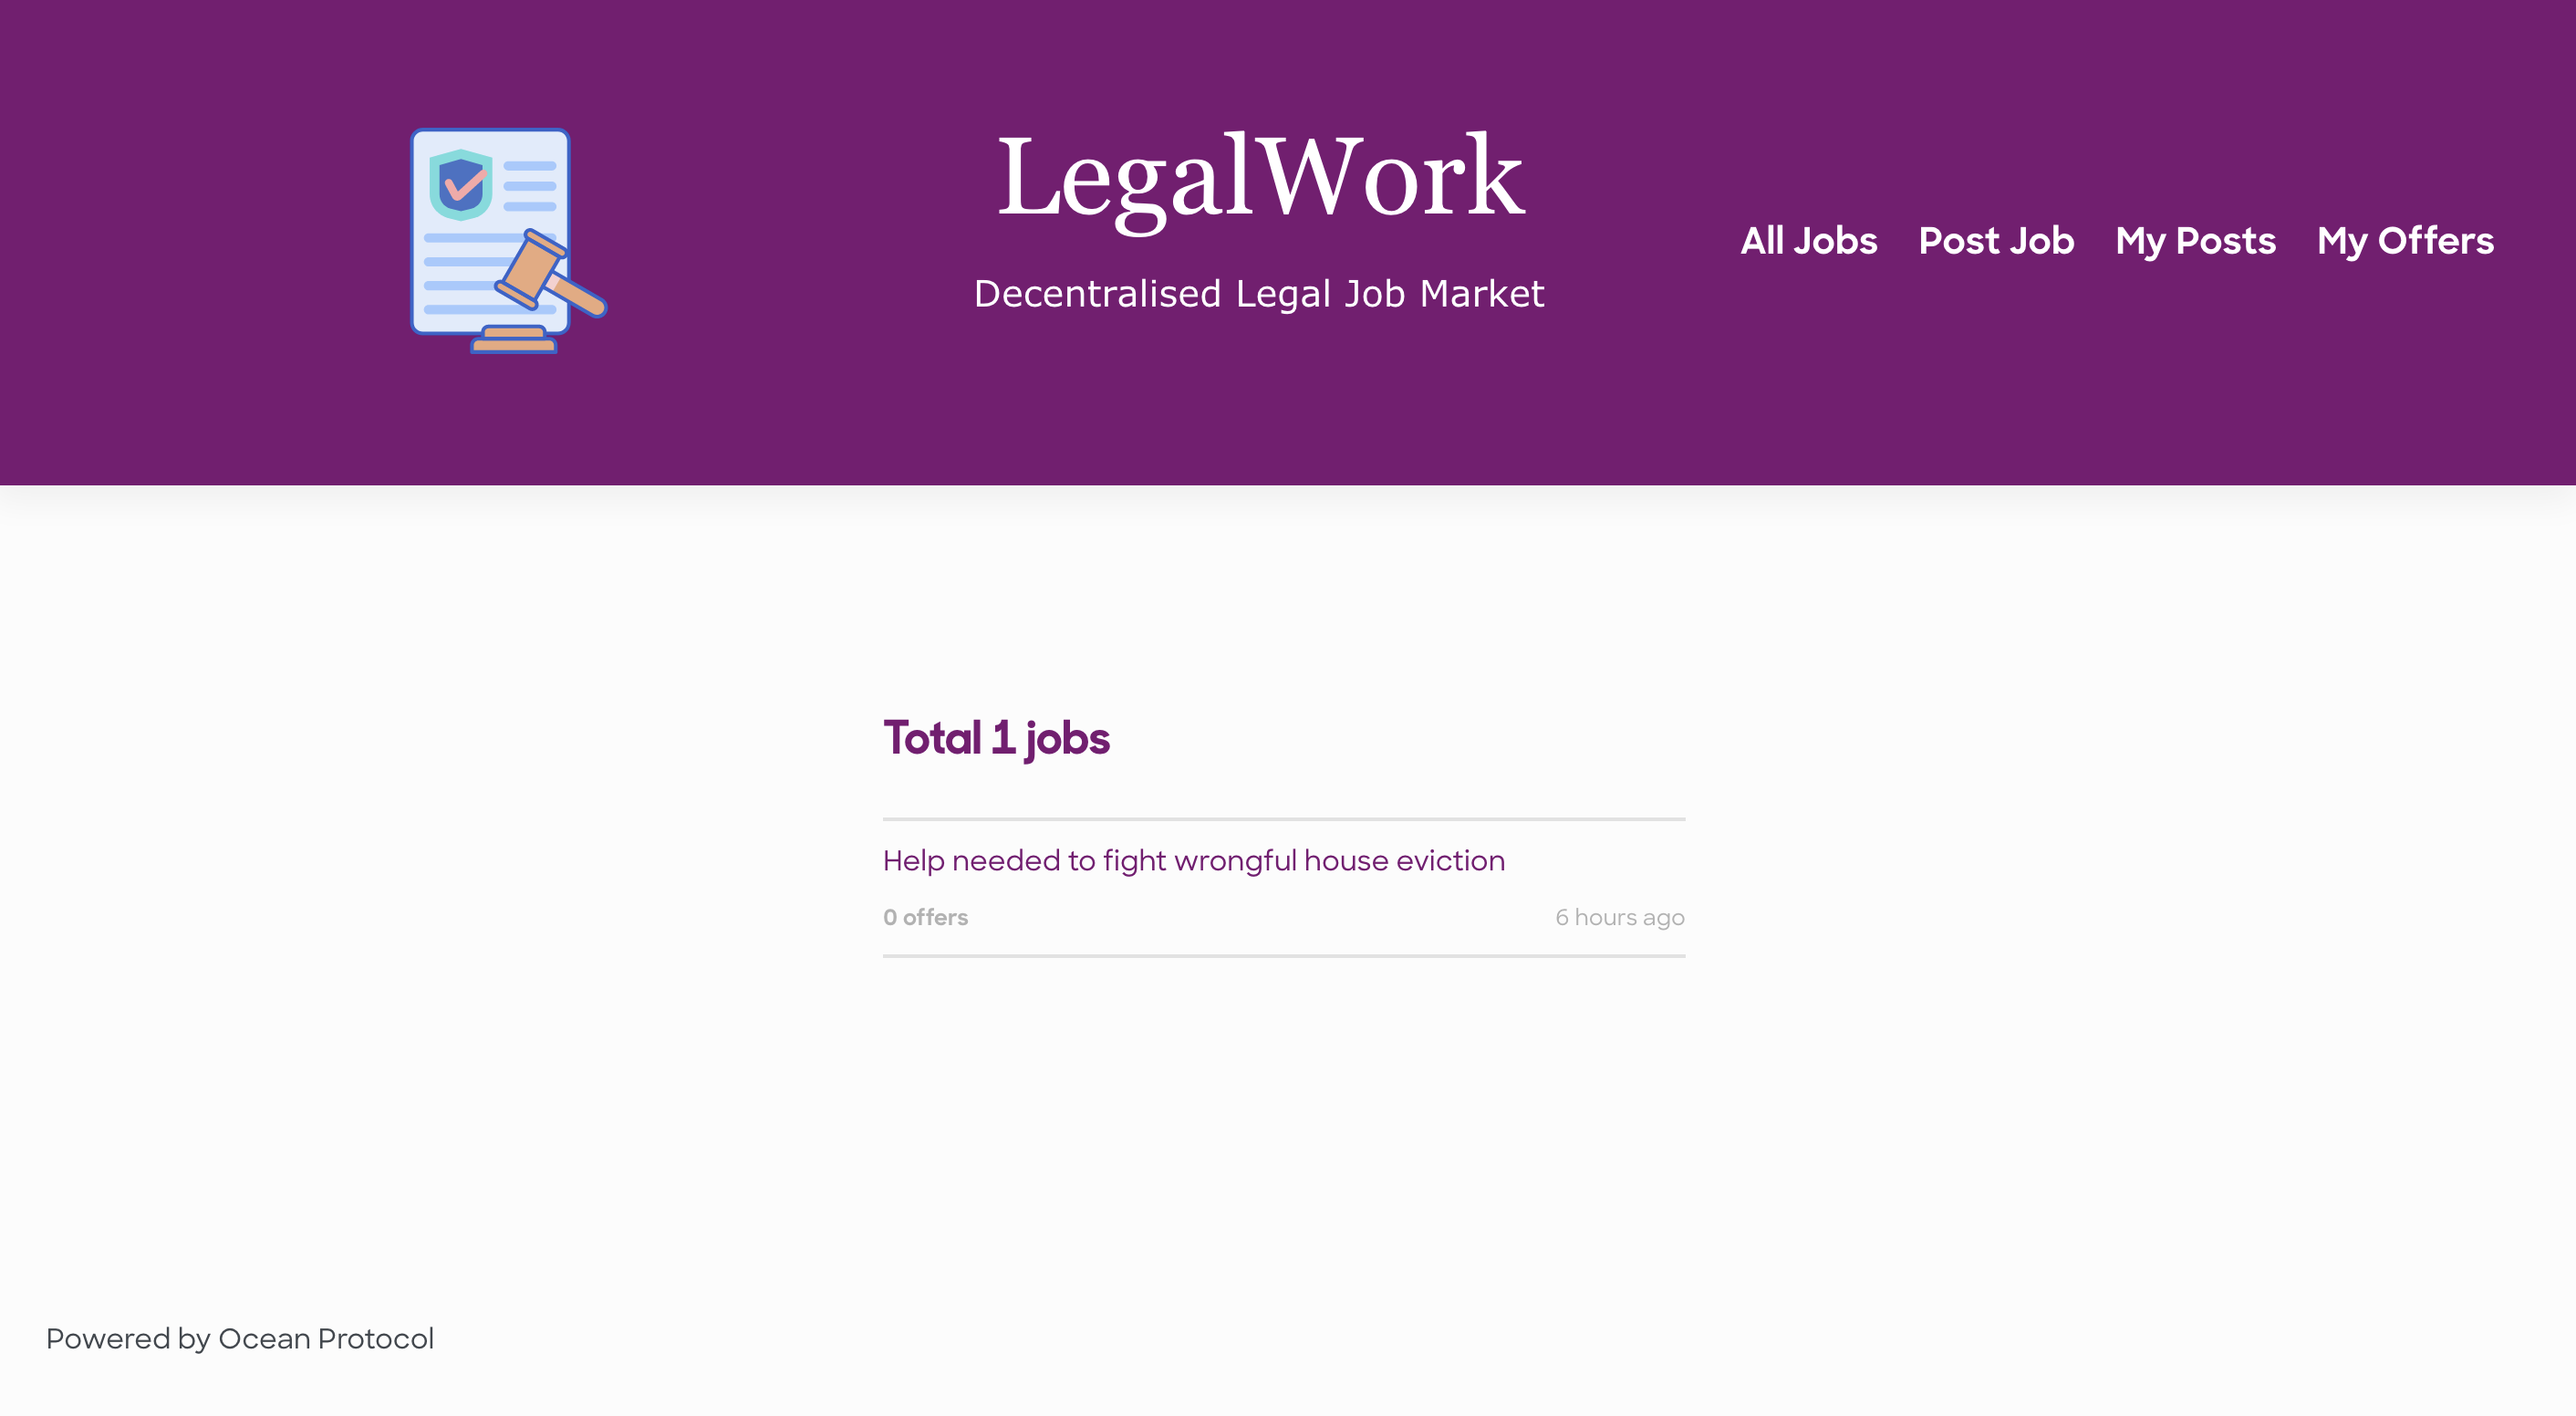 LegalWork
Decentralised Legal Job Market
All Jobs Post Job My Posts My Offers
Total 1 jobs
Help needed to fight wrongful house eviction
0 offers 6 hours ago
Powered by Ocean Protocol